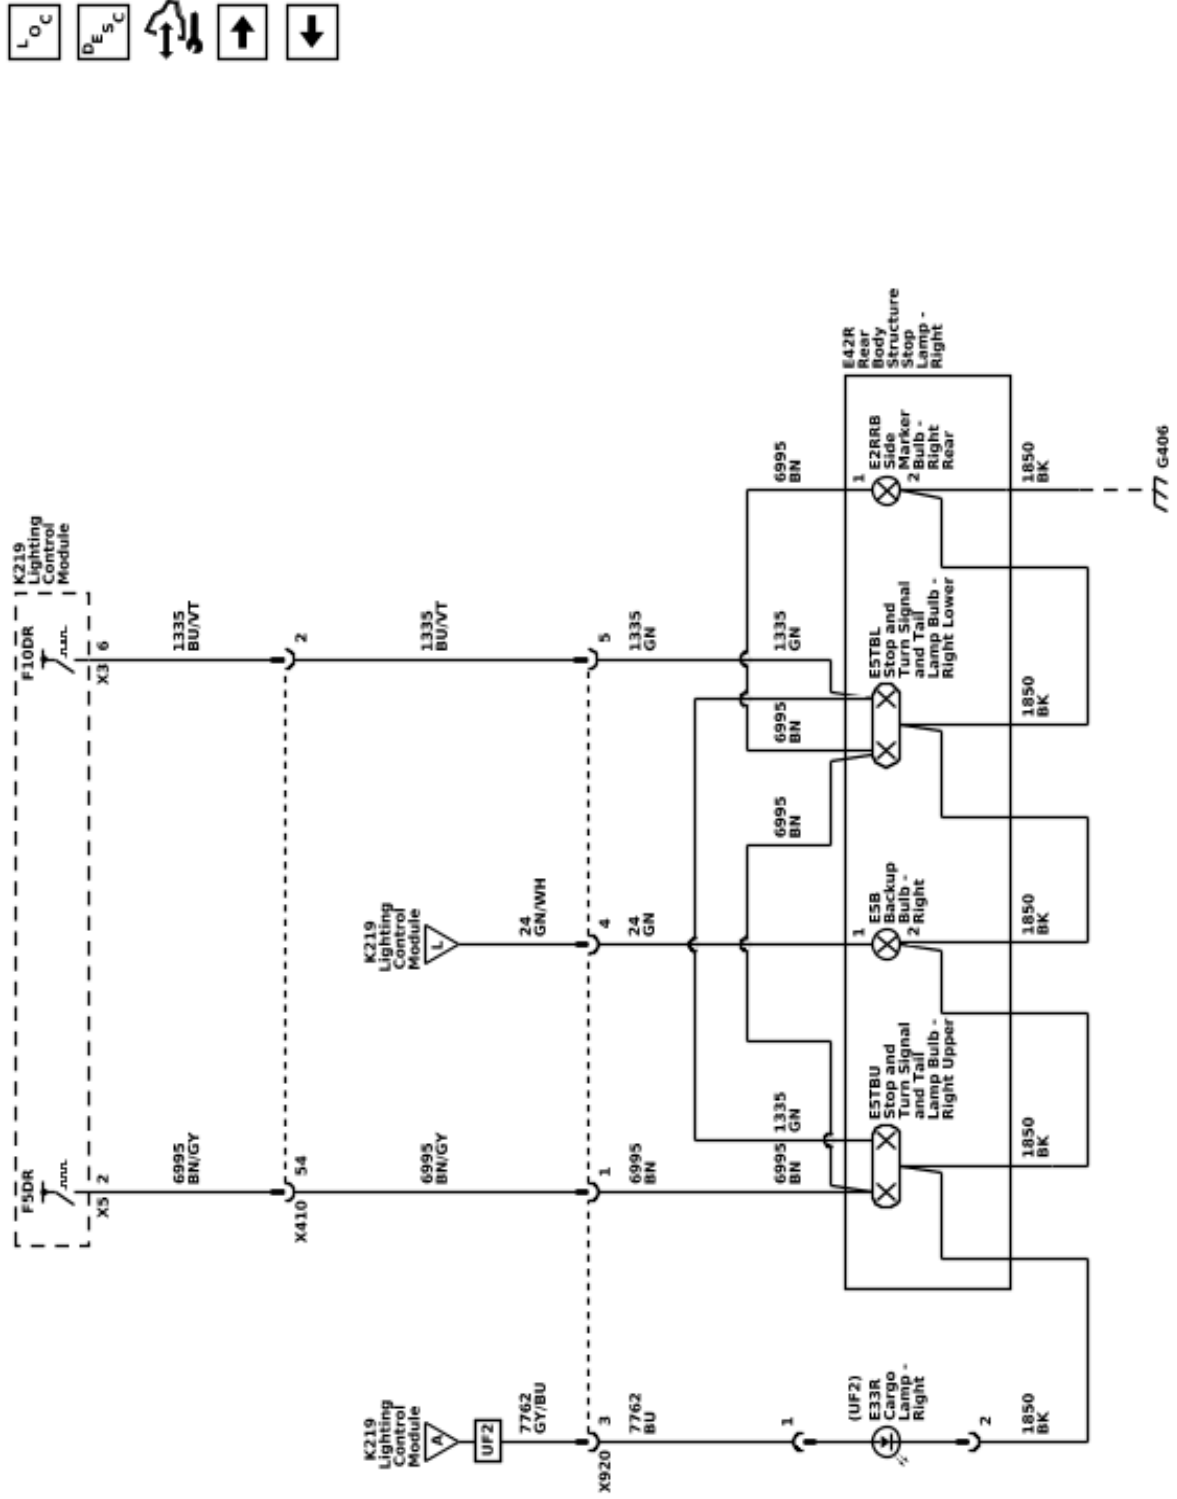 L O C
D E S C
F5DR
F10DR
K219
Lighting
Control
Module
X5 2
X3 6
6995
BN/GY
1335
BU/VT
X410 54
2
K219
Lighting
Control
Module
A
UF2
K219
Lighting
Control
Module
L
6995
BN/GY
1335
BU/VT
7762
GY/BU
24
GN/WH
X920 3
1
4
5
7762
BU
6995
BN
24
GN
1335
GN
6995
BN
1335
GN
6995
BN
6995
BN
1335
GN
6995
BN
1
1
1
(UF2)
E33R
Cargo
Lamp -
Right
E5TBU
Stop and
Turn Signal
and Tail
Lamp Bulb -
Right Upper
E5B
Backup
Bulb -
Right
E5TBL
Stop and
Turn Signal
and Tail
Lamp Bulb -
Right Lower
E2RRB
Side
Marker
Bulb -
Right
Rear
E42R
Rear
Body
Structure
Stop
Lamp -
Right
2
2
2
1850
BK
1850
BK
1850
BK
1850
BK
1850
BK
G406